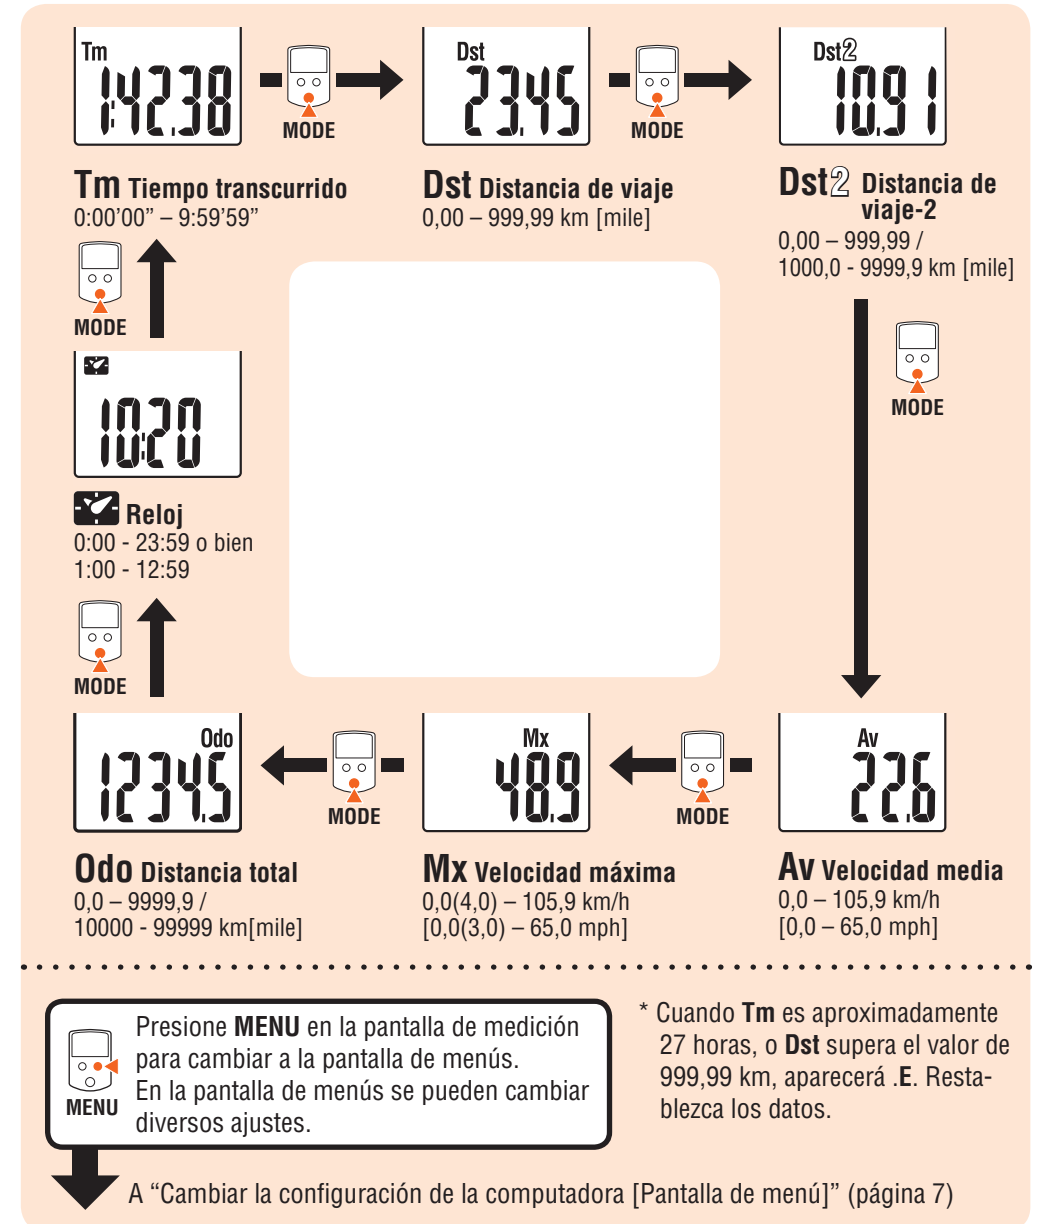 Tm
1:42.38
MODE
Dst
23.45
MODE
Dst2
10.91
Tm Tiempo transcurrido
0:00’00” – 9:59’59”
Dst Distancia de viaje
0,00 – 999,99 km [mile]
Dst2 Distancia de
viaje-2
0,00 – 999,99 /
1000,0 - 9999,9 km [mile]
MODE
MODE
10:20
Reloj
0:00 - 23:59 o bien
1:00 - 12:59
MODE
Odo
1234.5
MODE
Mx
48.9
MODE
Av
22.6
Odo Distancia total
0,0 – 9999,9 /
10000 - 99999 km[mile]
Mx Velocidad máxima
0,0(4,0) – 105,9 km/h
[0,0(3,0) – 65,0 mph]
Av Velocidad media
0,0 – 105,9 km/h
[0,0 – 65,0 mph]
MENU
Presione MENU en la pantalla de medición
para cambiar a la pantalla de menús.
En la pantalla de menús se pueden cambiar
diversos ajustes.
* Cuando Tm es aproximadamente
27 horas, o Dst supera el valor de
999,99 km, aparecerá .E. Resta-
blezca los datos.
A “Cambiar la configuración de la computadora [Pantalla de menú]” (página 7)